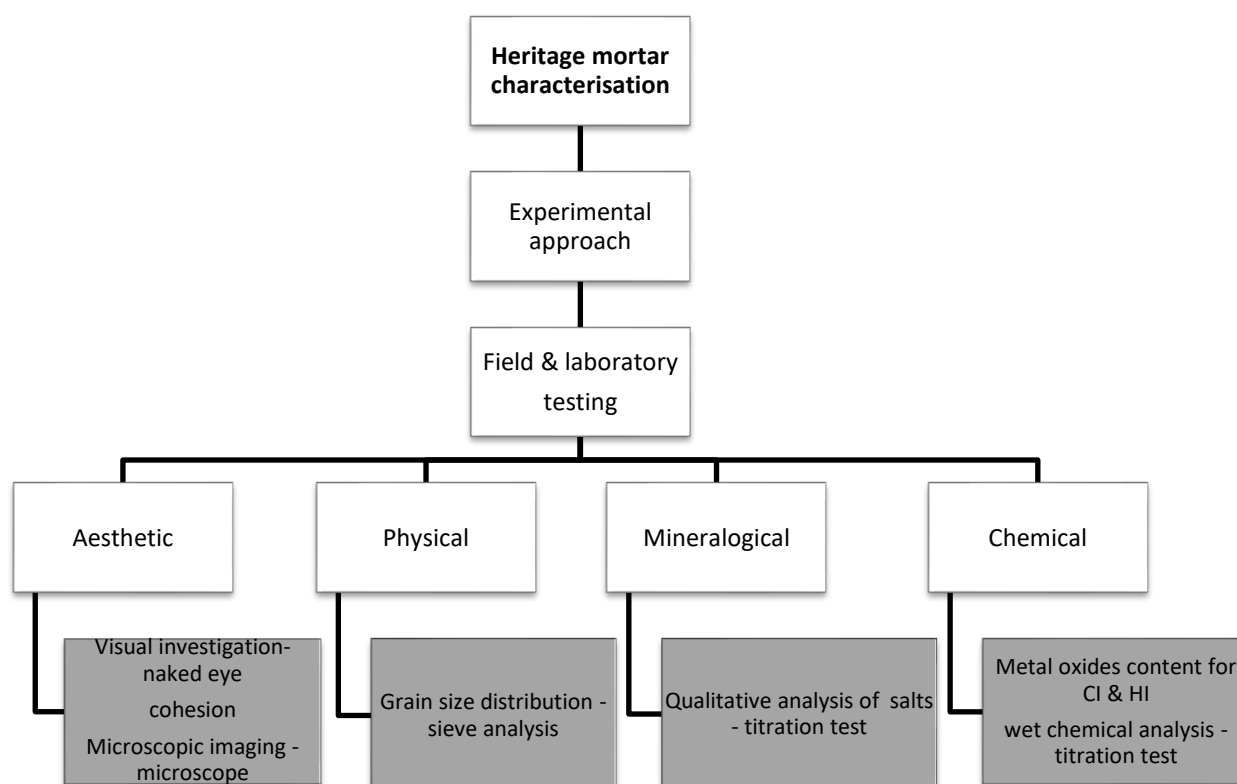 Heritage mortar
characterisation
Experimental
approach
Field & laboratory
testing
Aesthetic
Physical
Mineralogical
Chemical
Visual investigation-
naked eye
cohesion
Microscopic imaging -
microscope
Grain size distribution -
sieve analysis
Qualitative analysis of salts
- titration test
Metal oxides content for
CI & HI
wet chemical analysis -
titration test